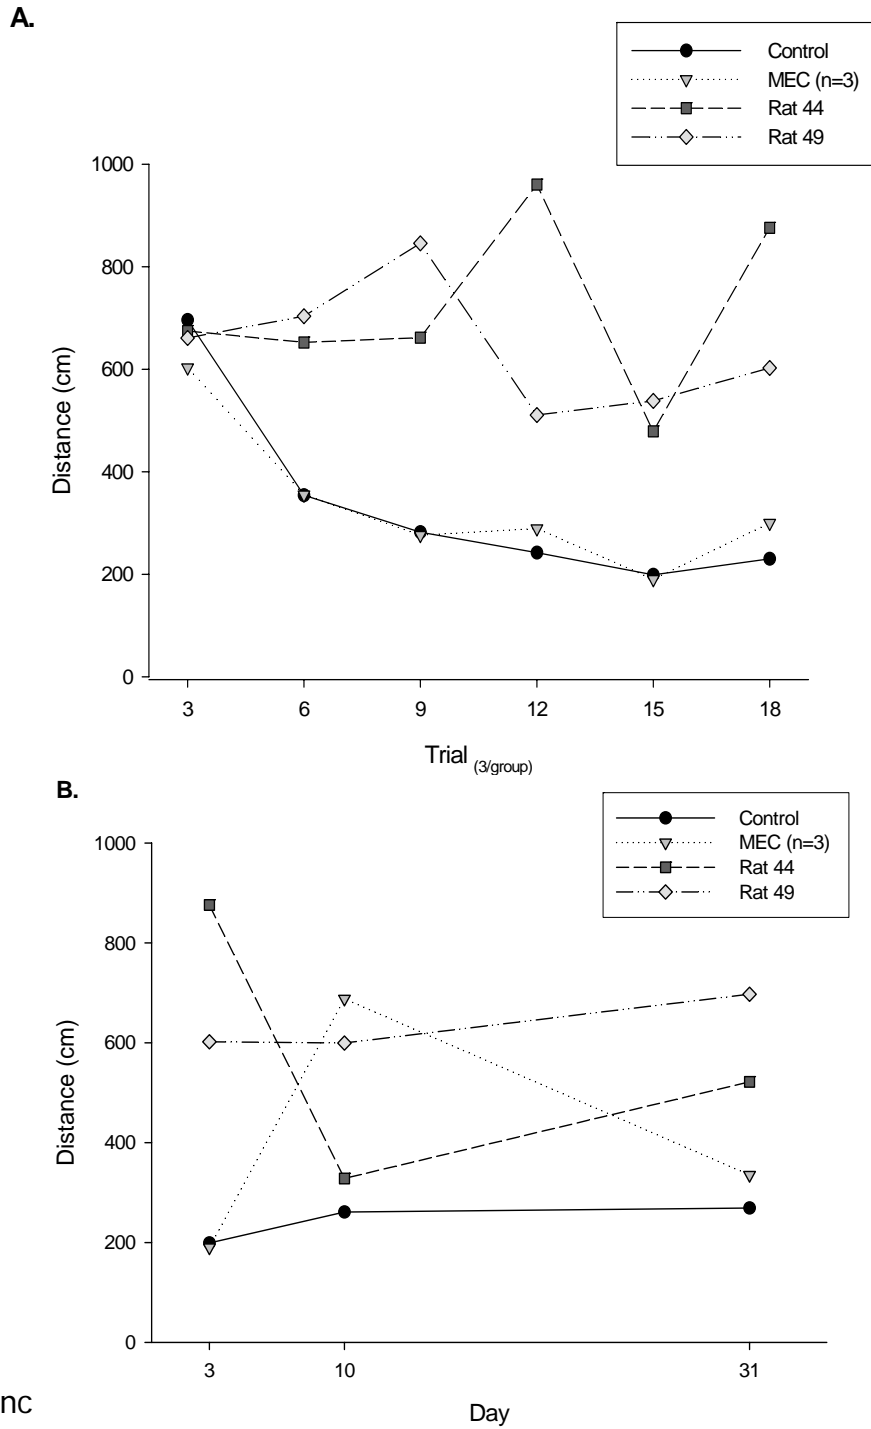 A.
Control
MEC (n=3)
Rat 44
Rat 49
1000
800
600
400
200
0
Distance (cm)
3 6 9 12 15 18
Trial (3/group)
B.
Control
MEC (n=3)
Rat 44
Rat 49
1000
800
600
400
200
0
Distance (cm)
3 10 31
Day
nc